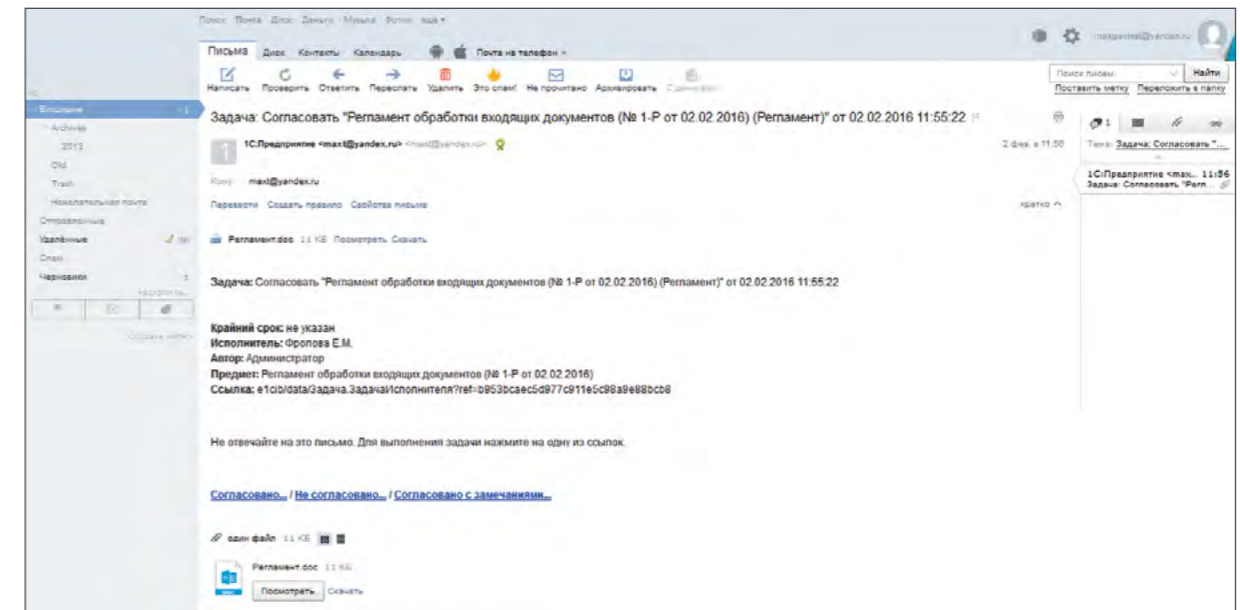 Поиск Почта Диск Деньги Музыка Фотки ещё
Письма Диск Контакты Календарь Почта на телефон
Написать Проверить Ответить Переслать Удалить Это спам! Не прочитано Архивировать
Поиск писем Найти
Поставить метку Переложить в папку
Входящие 1
Archives
2013
Old
Trash
Нежелательная почта
Отправленные
Удалённые
Спам
Черновики
Задача: Согласовать "Регламент обработки входящих документов (№ 1-Р от 02.02.2016) (Регламент)" от 02.02.2016 11:55:22
1С:Предприятие <maxt@yandex.ru> <maxt@yandex.ru>
2 фев. в 11:56
Кому: maxt@yandex.ru
Перевести Создать правило Свойства письма
кратко
Регламент.doc 11 КБ Посмотреть Скачать
Задача: Согласовать "Регламент обработки входящих документов (№ 1-Р от 02.02.2016) (Регламент)" от 02.02.2016 11:55:22
Крайний срок: не указан
Исполнитель: Фролова Е.М.
Автор: Администратор
Предмет: Регламент обработки входящих документов (№ 1-Р от 02.02.2016)
Ссылка: e1cib/data/Задача.ЗадачаИсполнителя?ref=b953bcaec5d977c911e5c98a9e88bcb8
Не отвечайте на это письмо. Для выполнения задачи нажмите на одну из ссылок.
Согласовано... / Не согласовано... / Согласовано с замечаниями...
один файл 11 КБ
Регламент.doc 11 КБ
Посмотреть Скачать
1
Тема: Задача: Согласовать "...
1С:Предприятие <max... 11:56
Задача: Согласовать "Регл...